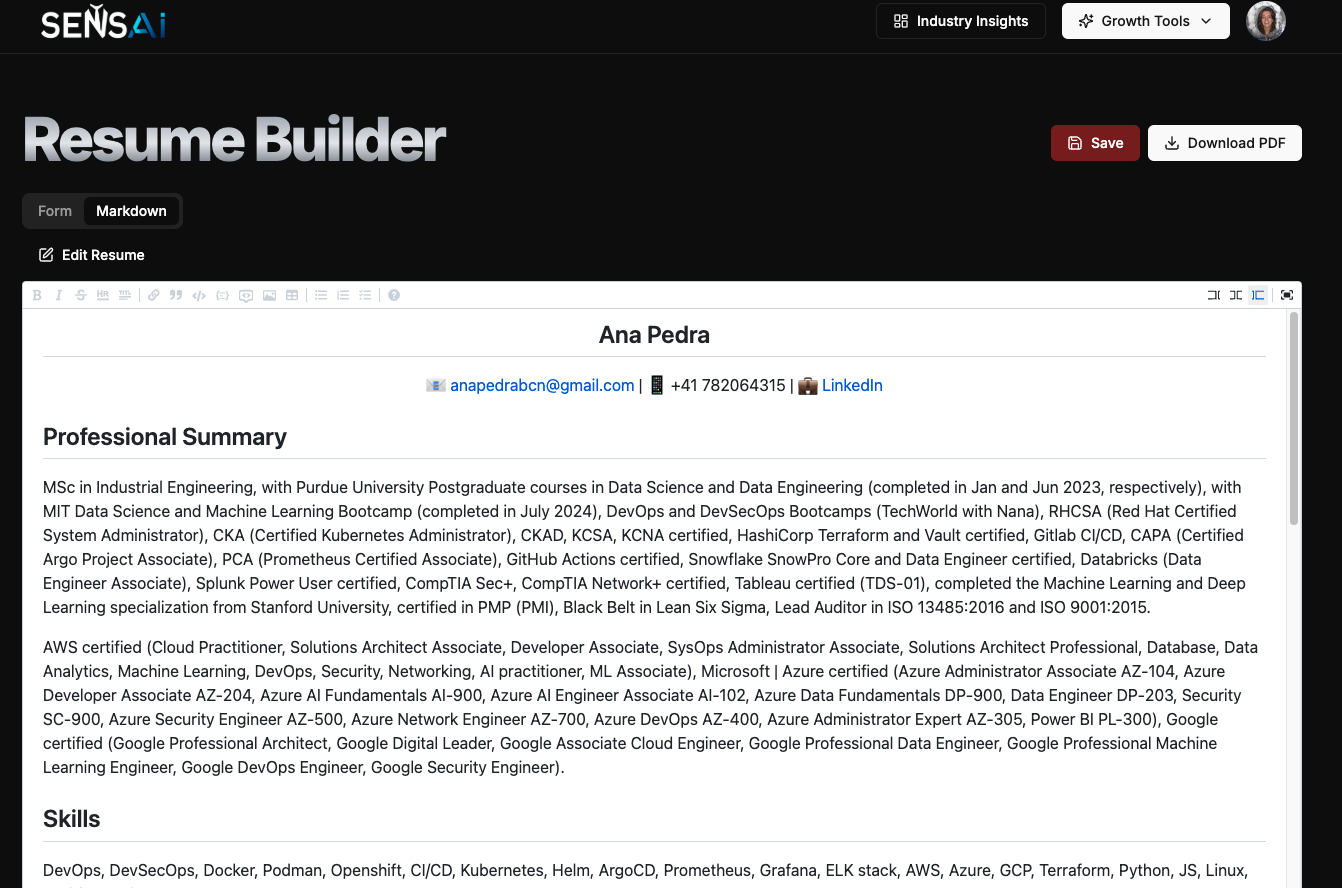 SENSAi
Industry Insights
Growth Tools
Resume Builder
Save
Download PDF
Form
Markdown
Edit Resume
Ana Pedra
anapedrabcn@gmail.com | +41 782064315 | LinkedIn
Professional Summary
MSc in Industrial Engineering, with Purdue University Postgraduate courses in Data Science and Data Engineering (completed in Jan and Jun 2023, respectively), with
MIT Data Science and Machine Learning Bootcamp (completed in July 2024), DevOps and DevSecOps Bootcamps (TechWorld with Nana), RHCSA (Red Hat Certified
System Administrator), CKA (Certified Kubernetes Administrator), CKAD, KCSA, KCNA certified, HashiCorp Terraform and Vault certified, Gitlab CI/CD, CAPA (Certified
Argo Project Associate), PCA (Prometheus Certified Associate), GitHub Actions certified, Snowflake SnowPro Core and Data Engineer certified, Databricks (Data
Engineer Associate), Splunk Power User certified, CompTIA Sec+, CompTIA Network+ certified, Tableau certified (TDS-01), completed the Machine Learning and Deep
Learning specialization from Stanford University, certified in PMP (PMI), Black Belt in Lean Six Sigma, Lead Auditor in ISO 13485:2016 and ISO 9001:2015.
AWS certified (Cloud Practitioner, Solutions Architect Associate, Developer Associate, SysOps Administrator Associate, Solutions Architect Professional, Database, Data
Analytics, Machine Learning, DevOps, Security, Networking, AI practitioner, ML Associate), Microsoft | Azure certified (Azure Administrator Associate AZ-104, Azure
Developer Associate AZ-204, Azure AI Fundamentals AI-900, Azure AI Engineer Associate AI-102, Azure Data Fundamentals DP-900, Data Engineer DP-203, Security
SC-900, Azure Security Engineer AZ-500, Azure Network Engineer AZ-700, Azure DevOps AZ-400, Azure Administrator Expert AZ-305, Power BI PL-300), Google
certified (Google Professional Architect, Google Digital Leader, Google Associate Cloud Engineer, Google Professional Data Engineer, Google Professional Machine
Learning Engineer, Google DevOps Engineer, Google Security Engineer).
Skills
DevOps, DevSecOps, Docker, Podman, Openshift, CI/CD, Kubernetes, Helm, ArgoCD, Prometheus, Grafana, ELK stack, AWS, Azure, GCP, Terraform, Python, JS, Linux,